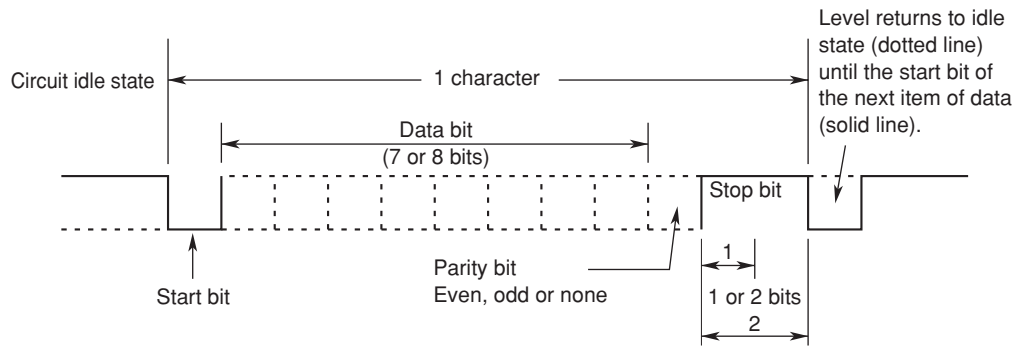 Level returns to idle
state (dotted line)
until the start bit of
the next item of data
(solid line).
Circuit idle state
1 character
Data bit
(7 or 8 bits)
Stop bit
Start bit
Parity bit
Even, odd or none
1
1 or 2 bits
2